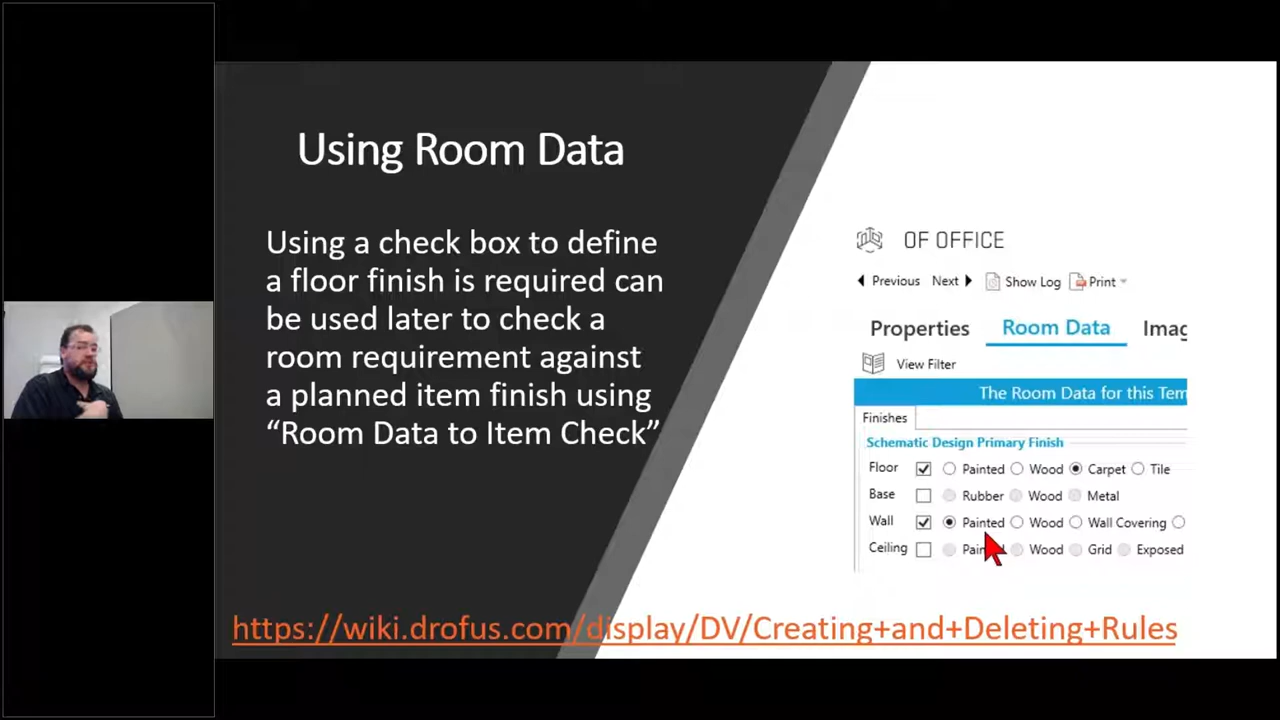 Using Room Data
Using a check box to define
a floor finish is required can
be used later to check a
room requirement against
a planned item finish using
“Room Data to Item Check”
OF OFFICE
Previous Next Show Log Print
Properties Room Data Imag
View Filter
The Room Data for this Tem
Finishes
Schematic Design Primary Finish
Floor Painted Wood Carpet Tile
Base Rubber Wood Metal
Wall Painted Wood Wall Covering
Ceiling Wood Grid Exposed
https://wiki.drofus.com/display/DV/Creating+and+Deleting+Rules